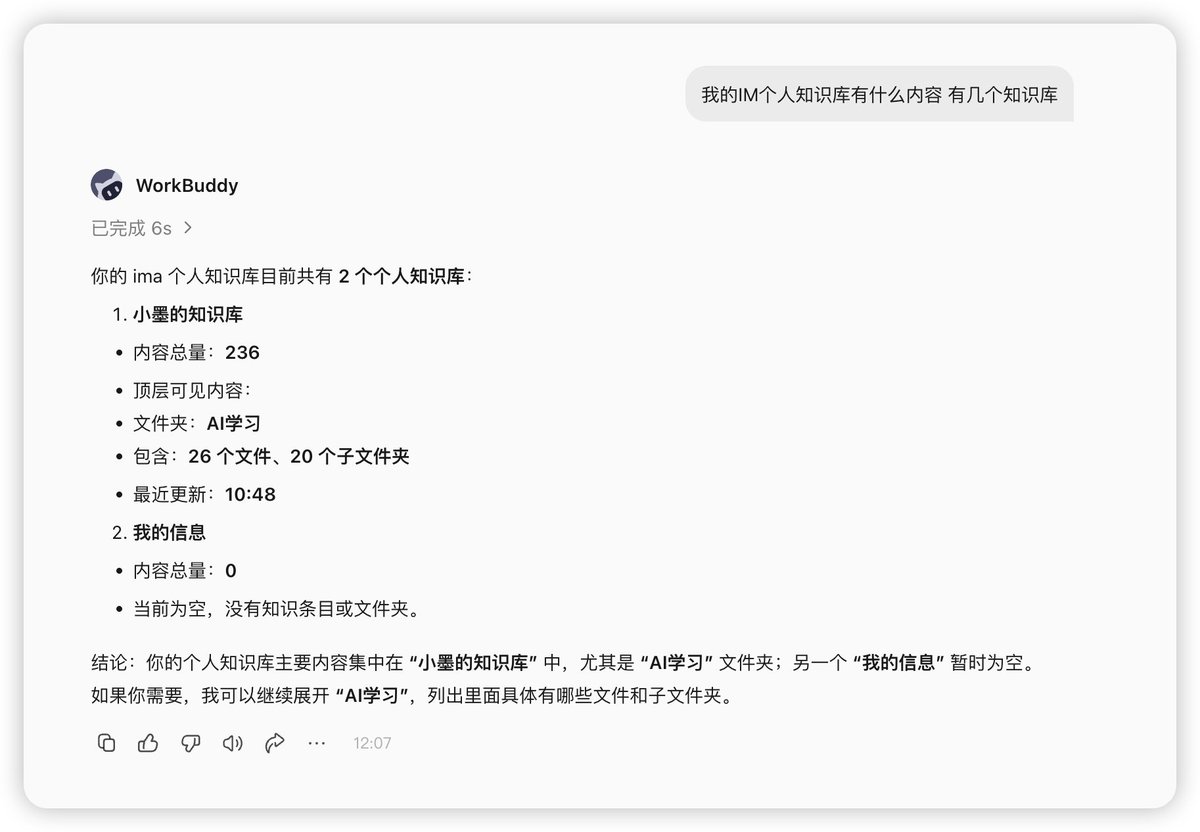 我的IM个人知识库有什么内容 有几个知识库
WorkBuddy
已完成 6s
你的 ima 个人知识库目前共有 2 个个人知识库：
1. 小墨的知识库
• 内容总量：236
• 顶层可见内容：
• 文件夹：AI学习
• 包含：26 个文件、20 个子文件夹
• 最近更新：10:48
2. 我的信息
• 内容总量：0
• 当前为空，没有知识条目或文件夹。
结论：你的个人知识库主要内容集中在 “小墨的知识库” 中，尤其是 “AI学习” 文件夹；另一个 “我的信息” 暂时为空。
如果你需要，我可以继续展开 “AI学习”，列出里面具体有哪些文件和子文件夹。
12:07